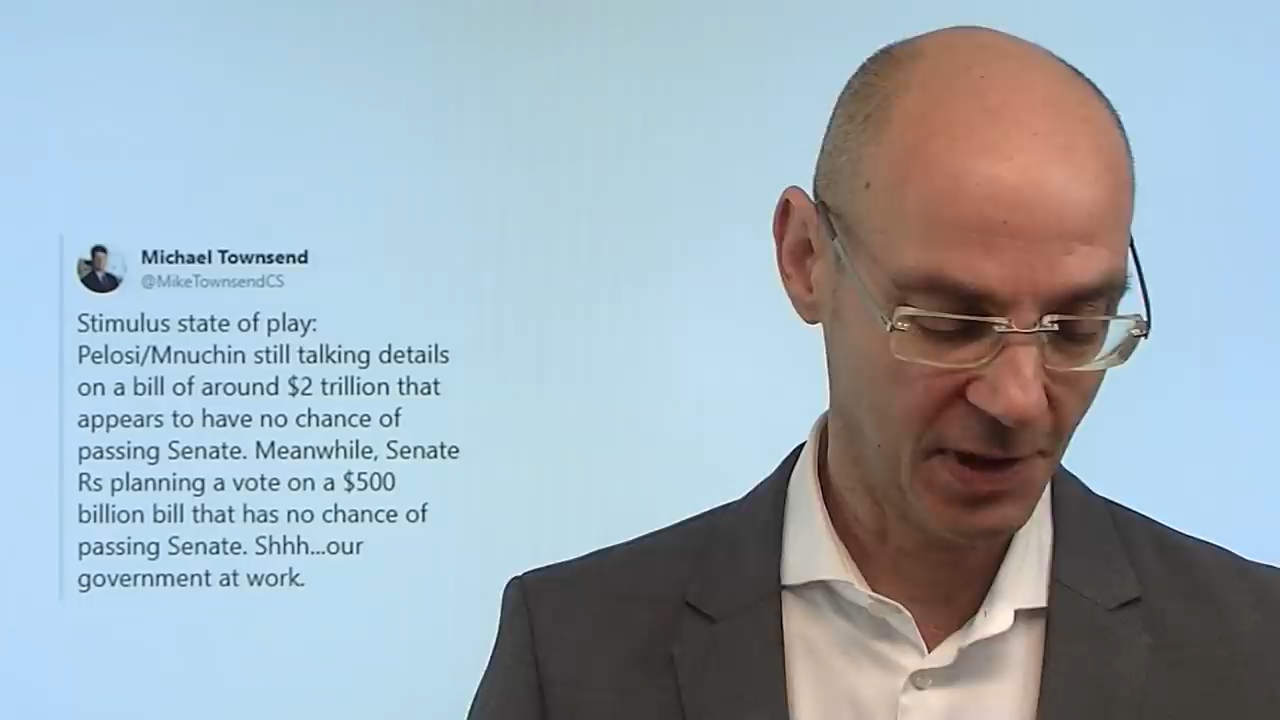 Michael Townsend
@MikeTownsendCS
Stimulus state of play:
Pelosi/Mnuchin still talking details
on a bill of around $2 trillion that
appears to have no chance of
passing Senate. Meanwhile, Senate
Rs planning a vote on a $500
billion bill that has no chance of
passing Senate. Shhh...our
government at work.